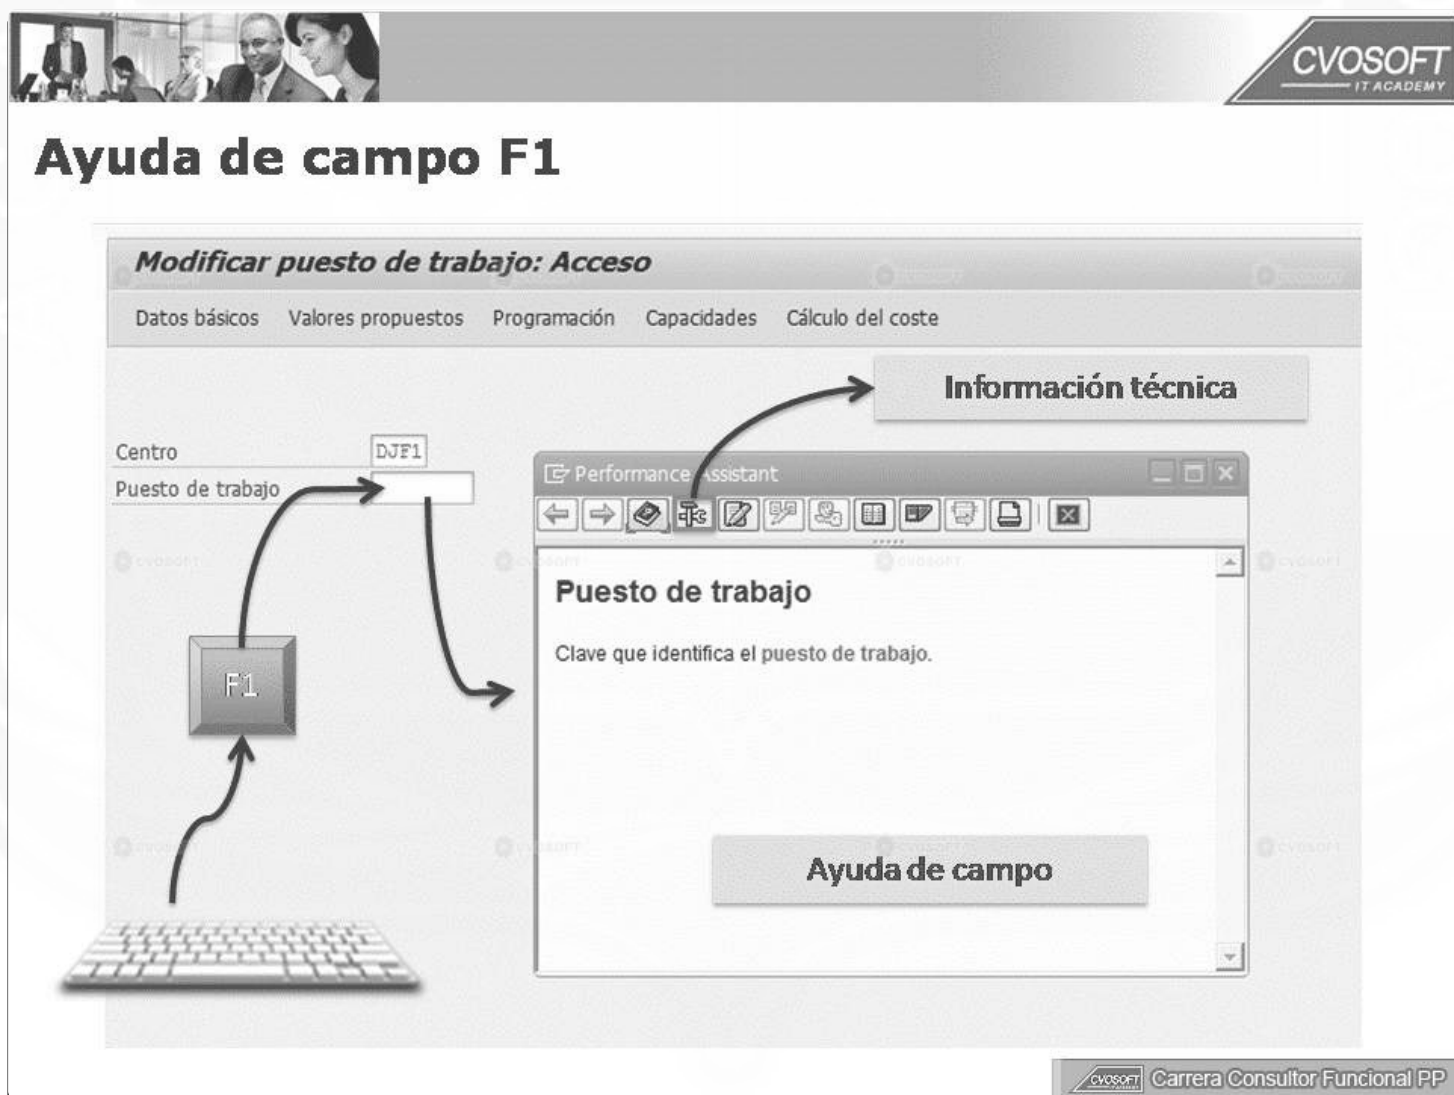 CVOSOFT
IT ACADEMY
Ayuda de campo F1
Modificar puesto de trabajo: Acceso
Datos básicos Valores propuestos Programación Capacidades Cálculo del coste
Información técnica
Centro DJF1
Puesto de trabajo
Performance Assistant
Puesto de trabajo
Clave que identifica el puesto de trabajo.
F1
Ayuda de campo
CVOSOFT Carrera Consultor Funcional PP